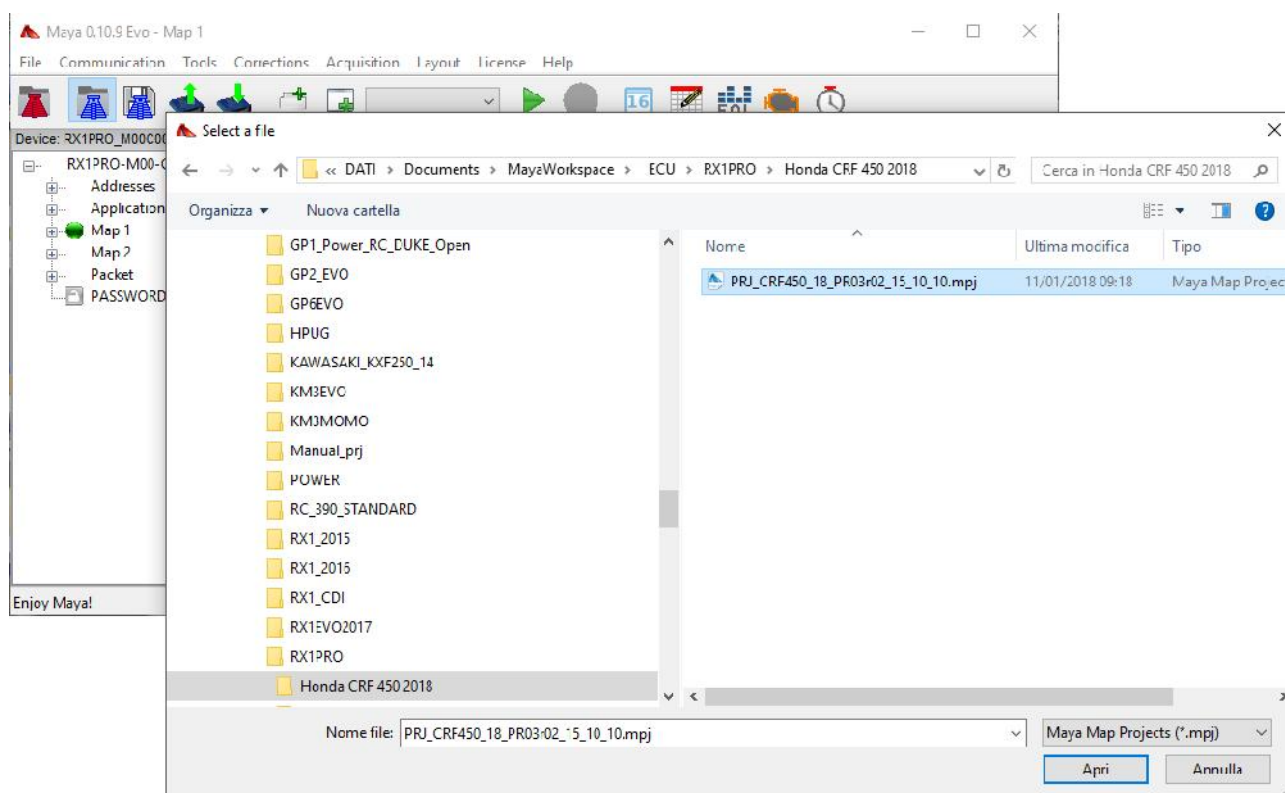 Maya 0.10.9 Evo - Map 1
File Communication Tools Corrections Acquisition Layout License Help
16
Device: RX1PRO_M00C00
Select a file
« DATI > Documents > MayaWorkspace > ECU > RX1PRO > Honda CRF 450 2018
Cerca in Honda CRF 450 2018
Organizza Nuova cartella
RX1PRO-M00-
Addresses
Application
Map 1
Map 2
Packet
PASSWORD
Enjoy Maya!
GP1_Power_RC_DUKE_Open
GP2_EVO
GP6EVO
HPUG
KAWASAKI_KXF250_14
KM3EVO
KM3MOMO
Manual_prj
POWER
RC_390_STANDARD
RX1_2015
RX1_2016
RX1_CDI
RX1EVO2017
RX1PRO
Honda CRF 450 2018
Nome Ultima modifica Tipo
PRJ_CRF450_18_PR03r02_15_10_10.mpj 11/01/2018 09:18 Maya Map Projec
Nome file: PRJ_CRF450_18_PR03r02_15_10_10.mpj
Maya Map Projects (*.mpj)
Apri Annulla